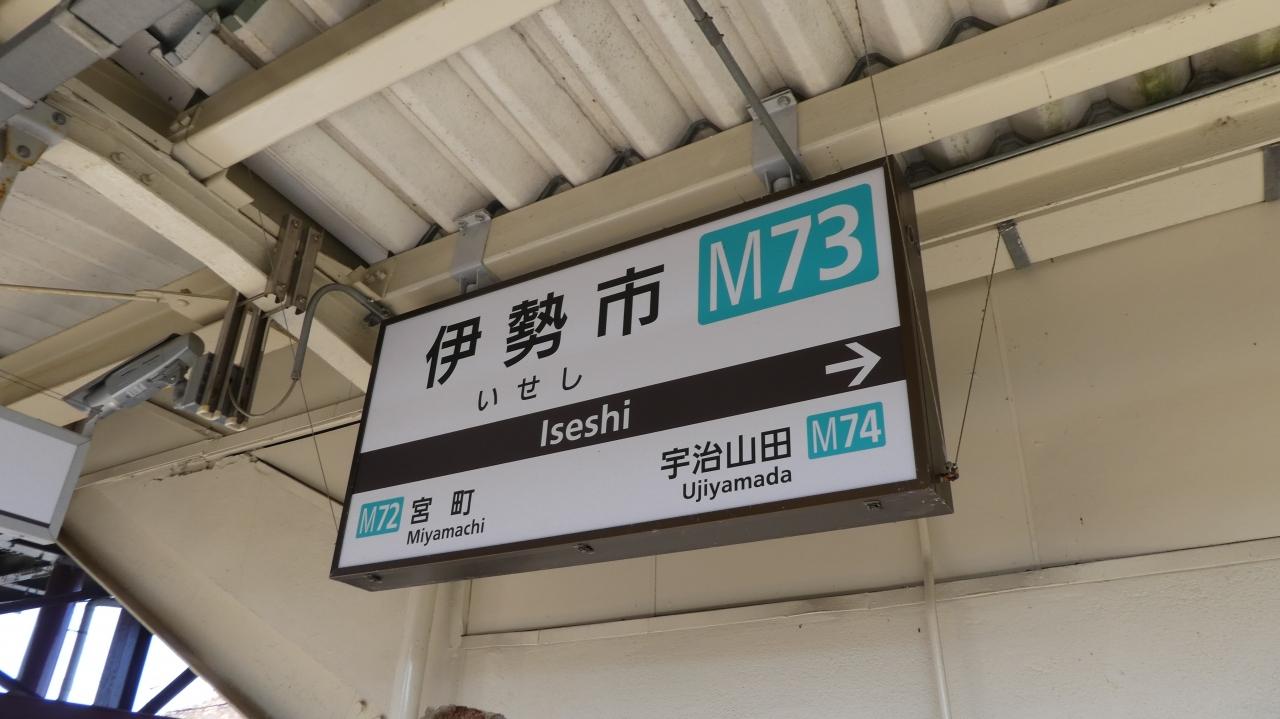 伊勢市 M73
いせし
Iseshi →
M72 宮町
Miyamachi
宇治山田 M74
Ujiyamada